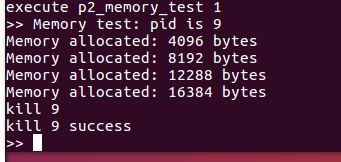 execute p2_memory_test 1
>> Memory test: pid is 9
Memory allocated: 4096 bytes
Memory allocated: 8192 bytes
Memory allocated: 12288 bytes
Memory allocated: 16384 bytes
kill 9
kill 9 success
>>